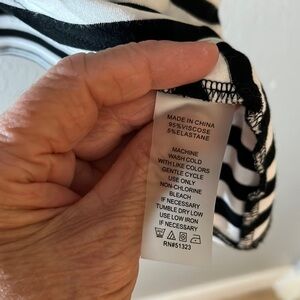 MADE IN CHINA
95%VISCOSE
5%ELASTANE
MACHINE
WASH COLD
WITH LIKE COLORS
GENTLE CYCLE
USE ONLY
NON-CHLORINE
BLEACH
IF NECESSARY
TUMBLE DRY LOW
USE LOW IRON
IF NECESSARY
RN#51323